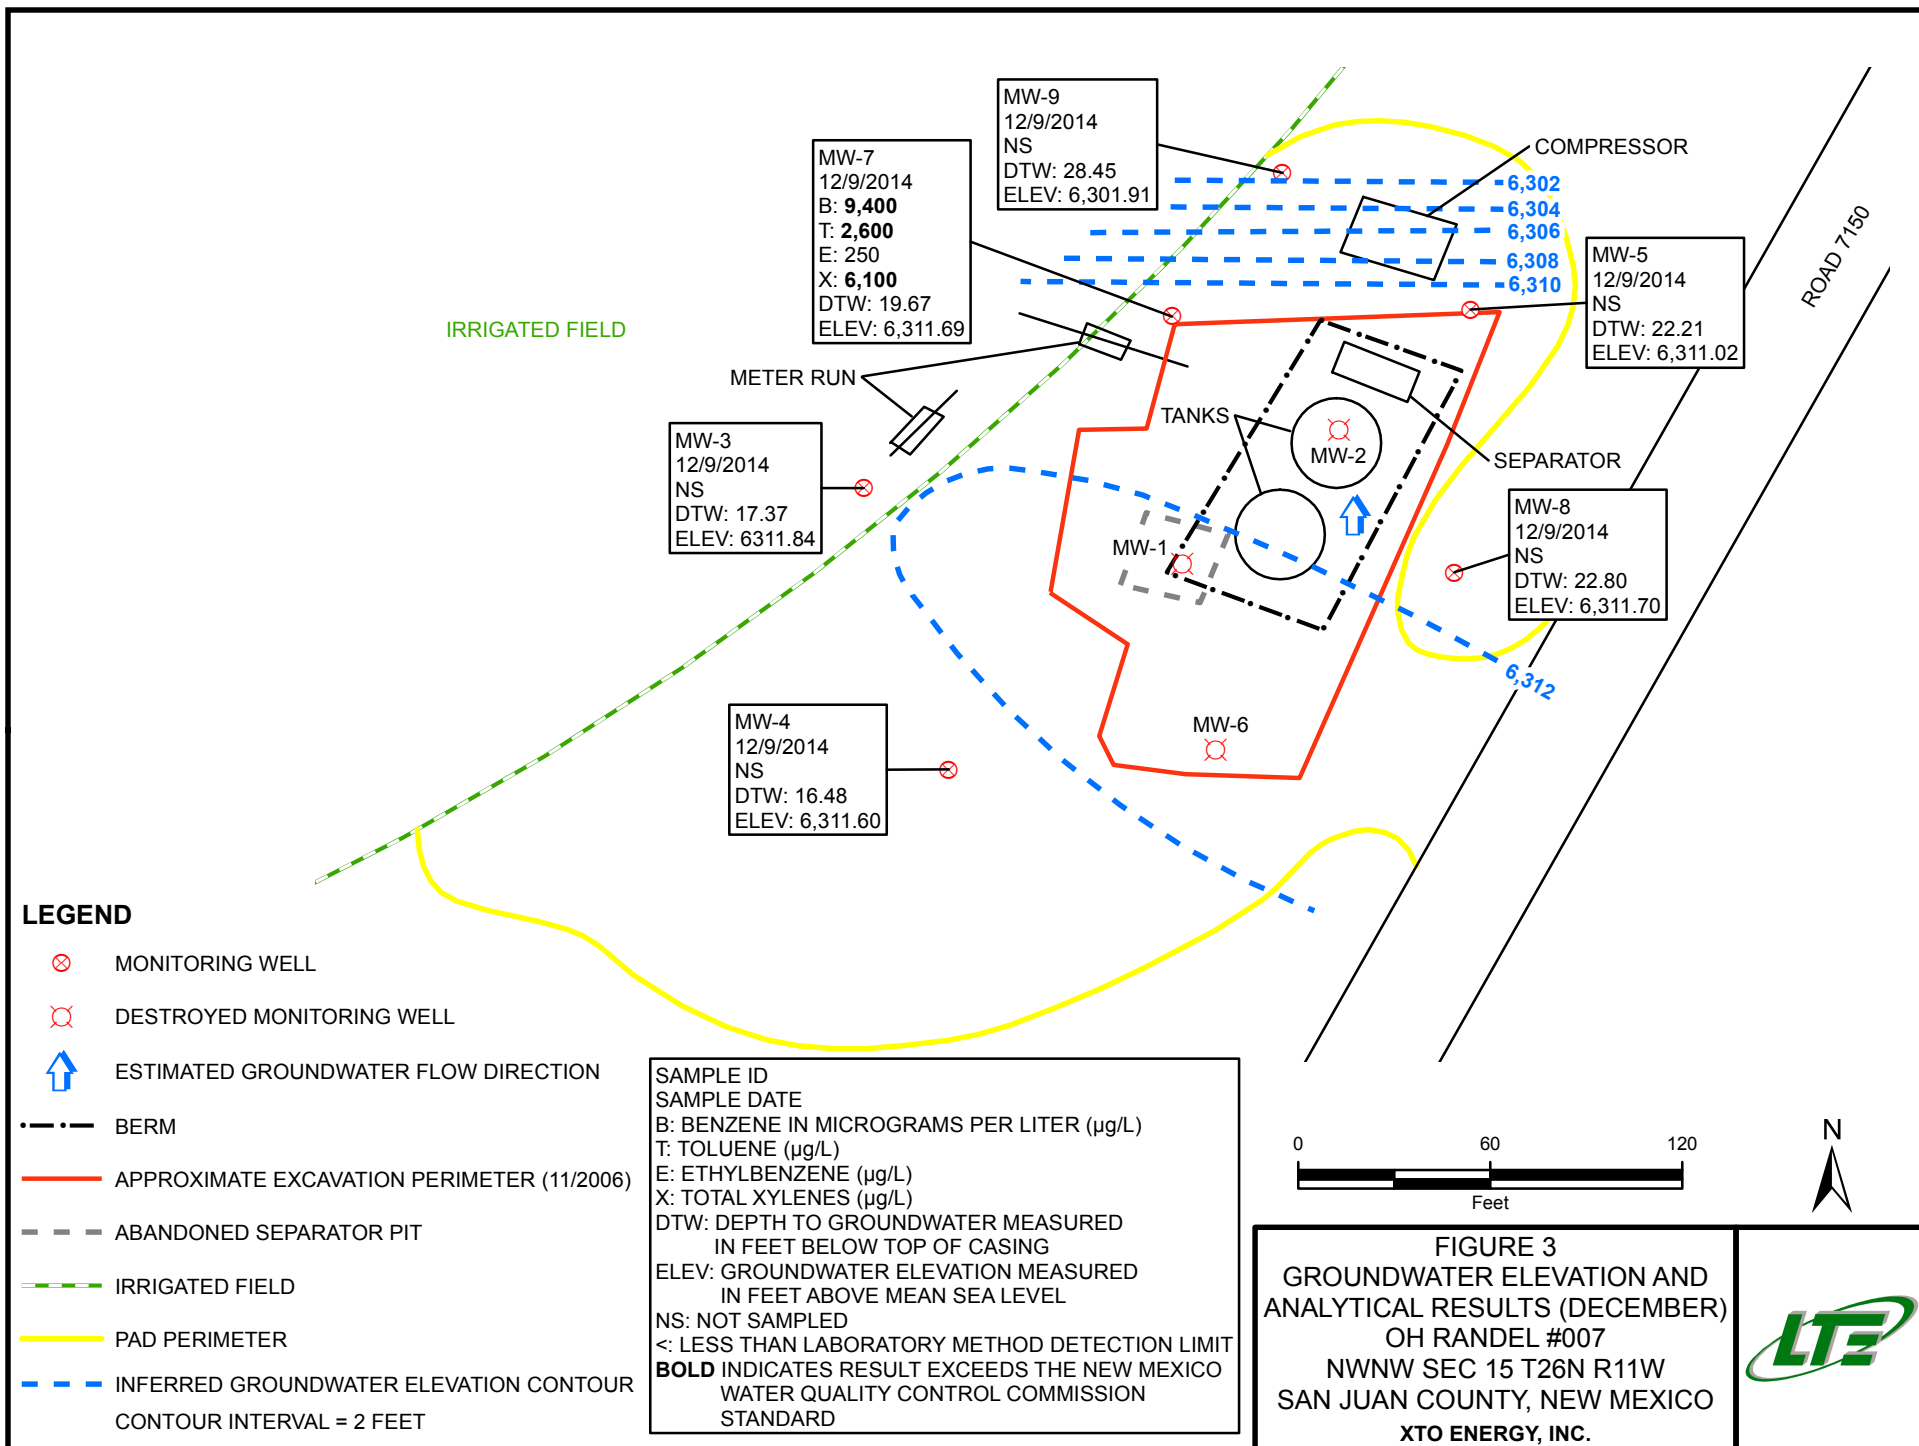 MW-9
12/9/2014
NS
DTW: 28.45
ELEV: 6,301.91
MW-7
12/9/2014
B: 9,400
T: 2,600
E: 250
X: 6,100
DTW: 19.67
ELEV: 6,311.69
COMPRESSOR
6,302
6,304
6,306
6,308
6,310
MW-5
12/9/2014
NS
DTW: 22.21
ELEV: 6,311.02
ROAD 7150
IRRIGATED FIELD
METER RUN
TANKS
MW-2
SEPARATOR
MW-3
12/9/2014
NS
DTW: 17.37
ELEV: 6311.84
MW-1
MW-8
12/9/2014
NS
DTW: 22.80
ELEV: 6,311.70
6,312
MW-6
MW-4
12/9/2014
NS
DTW: 16.48
ELEV: 6,311.60
LEGEND
MONITORING WELL
DESTROYED MONITORING WELL
ESTIMATED GROUNDWATER FLOW DIRECTION
BERM
APPROXIMATE EXCAVATION PERIMETER (11/2006)
ABANDONED SEPARATOR PIT
IRRIGATED FIELD
PAD PERIMETER
INFERRED GROUNDWATER ELEVATION CONTOUR
CONTOUR INTERVAL = 2 FEET
SAMPLE ID
SAMPLE DATE
B: BENZENE IN MICROGRAMS PER LITER (µg/L)
T: TOLUENE (µg/L)
E: ETHYLBENZENE (µg/L)
X: TOTAL XYLENES (µg/L)
DTW: DEPTH TO GROUNDWATER MEASURED
IN FEET BELOW TOP OF CASING
ELEV: GROUNDWATER ELEVATION MEASURED
IN FEET ABOVE MEAN SEA LEVEL
NS: NOT SAMPLED
<: LESS THAN LABORATORY METHOD DETECTION LIMIT
BOLD INDICATES RESULT EXCEEDS THE NEW MEXICO
WATER QUALITY CONTROL COMMISSION
STANDARD
0 60 120
Feet
N
FIGURE 3
GROUNDWATER ELEVATION AND
ANALYTICAL RESULTS (DECEMBER)
OH RANDEL #007
NWNW SEC 15 T26N R11W
SAN JUAN COUNTY, NEW MEXICO
XTO ENERGY, INC.
LTE